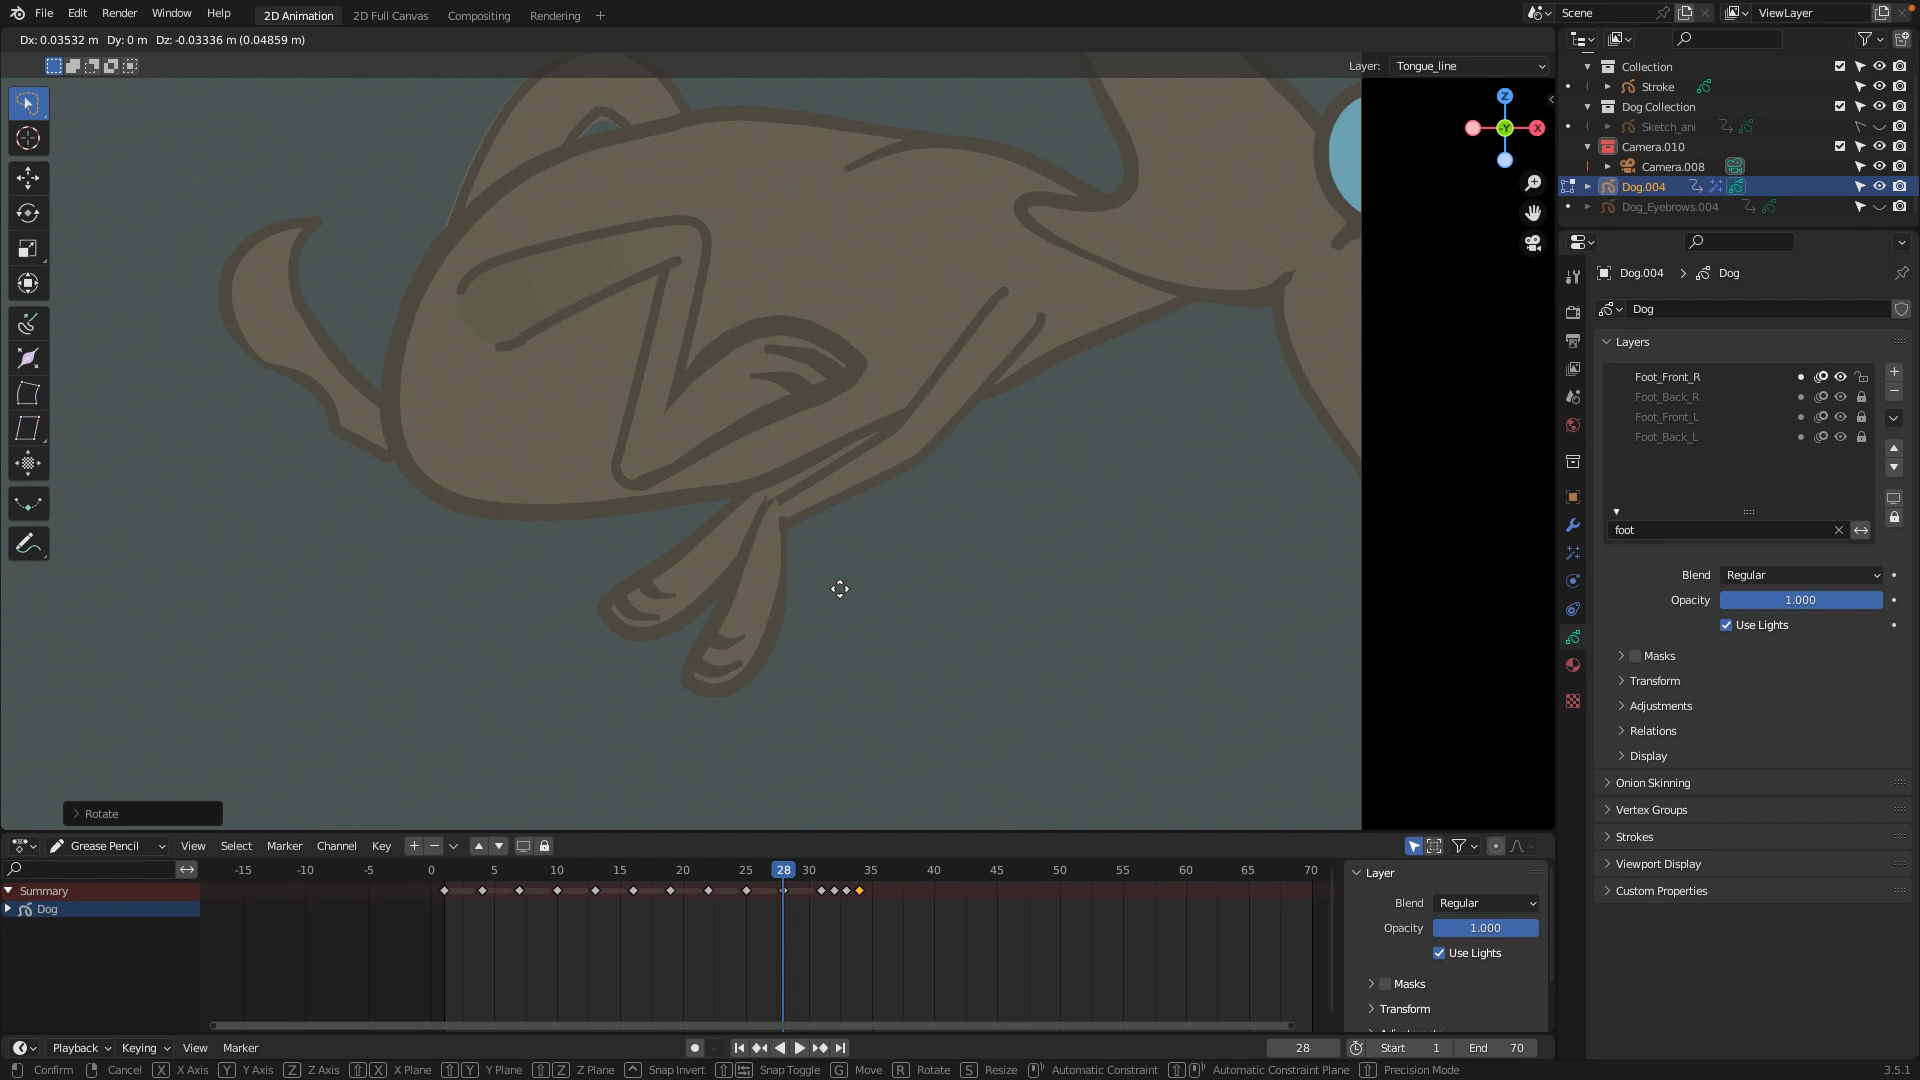 File Edit Render Window Help 2D Animation 2D Full Canvas Compositing Rendering + Scene ViewLayer
Dx: 0.03532 m Dy: 0 m Dz: -0.03336 m (0.04859 m)
Layer: Tongue_line
Z
-Y
X
Collection
Stroke
Dog Collection
Sketch_ani
Camera.010
Camera.008
Dog.004
Dog_Eyebrows.004
Dog.004 > Dog
Dog
Layers
Foot_Front_R
Foot_Back_R
Foot_Front_L
Foot_Back_L
foot
Blend Regular
Opacity 1.000
Use Lights
Masks
Transform
Adjustments
Relations
Display
Onion Skinning
Vertex Groups
Strokes
Viewport Display
Custom Properties
Rotate
Grease Pencil View Select Marker Channel Key
-15 -10 -5 0 5 10 15 20 25 28 30 35 40 45 50 55 60 65 70
Summary
Dog
Layer
Blend Regular
Opacity 1.000
Use Lights
Masks
Transform
Playback Keying View Marker 28 Start 1 End 70
Confirm Cancel X X Axis Y Y Axis Z Z Axis X X Plane Y Y Plane Z Z Plane Snap Invert Snap Toggle G Move R Rotate S Resize Automatic Constraint Automatic Constraint Plane Precision Mode 3.5.1